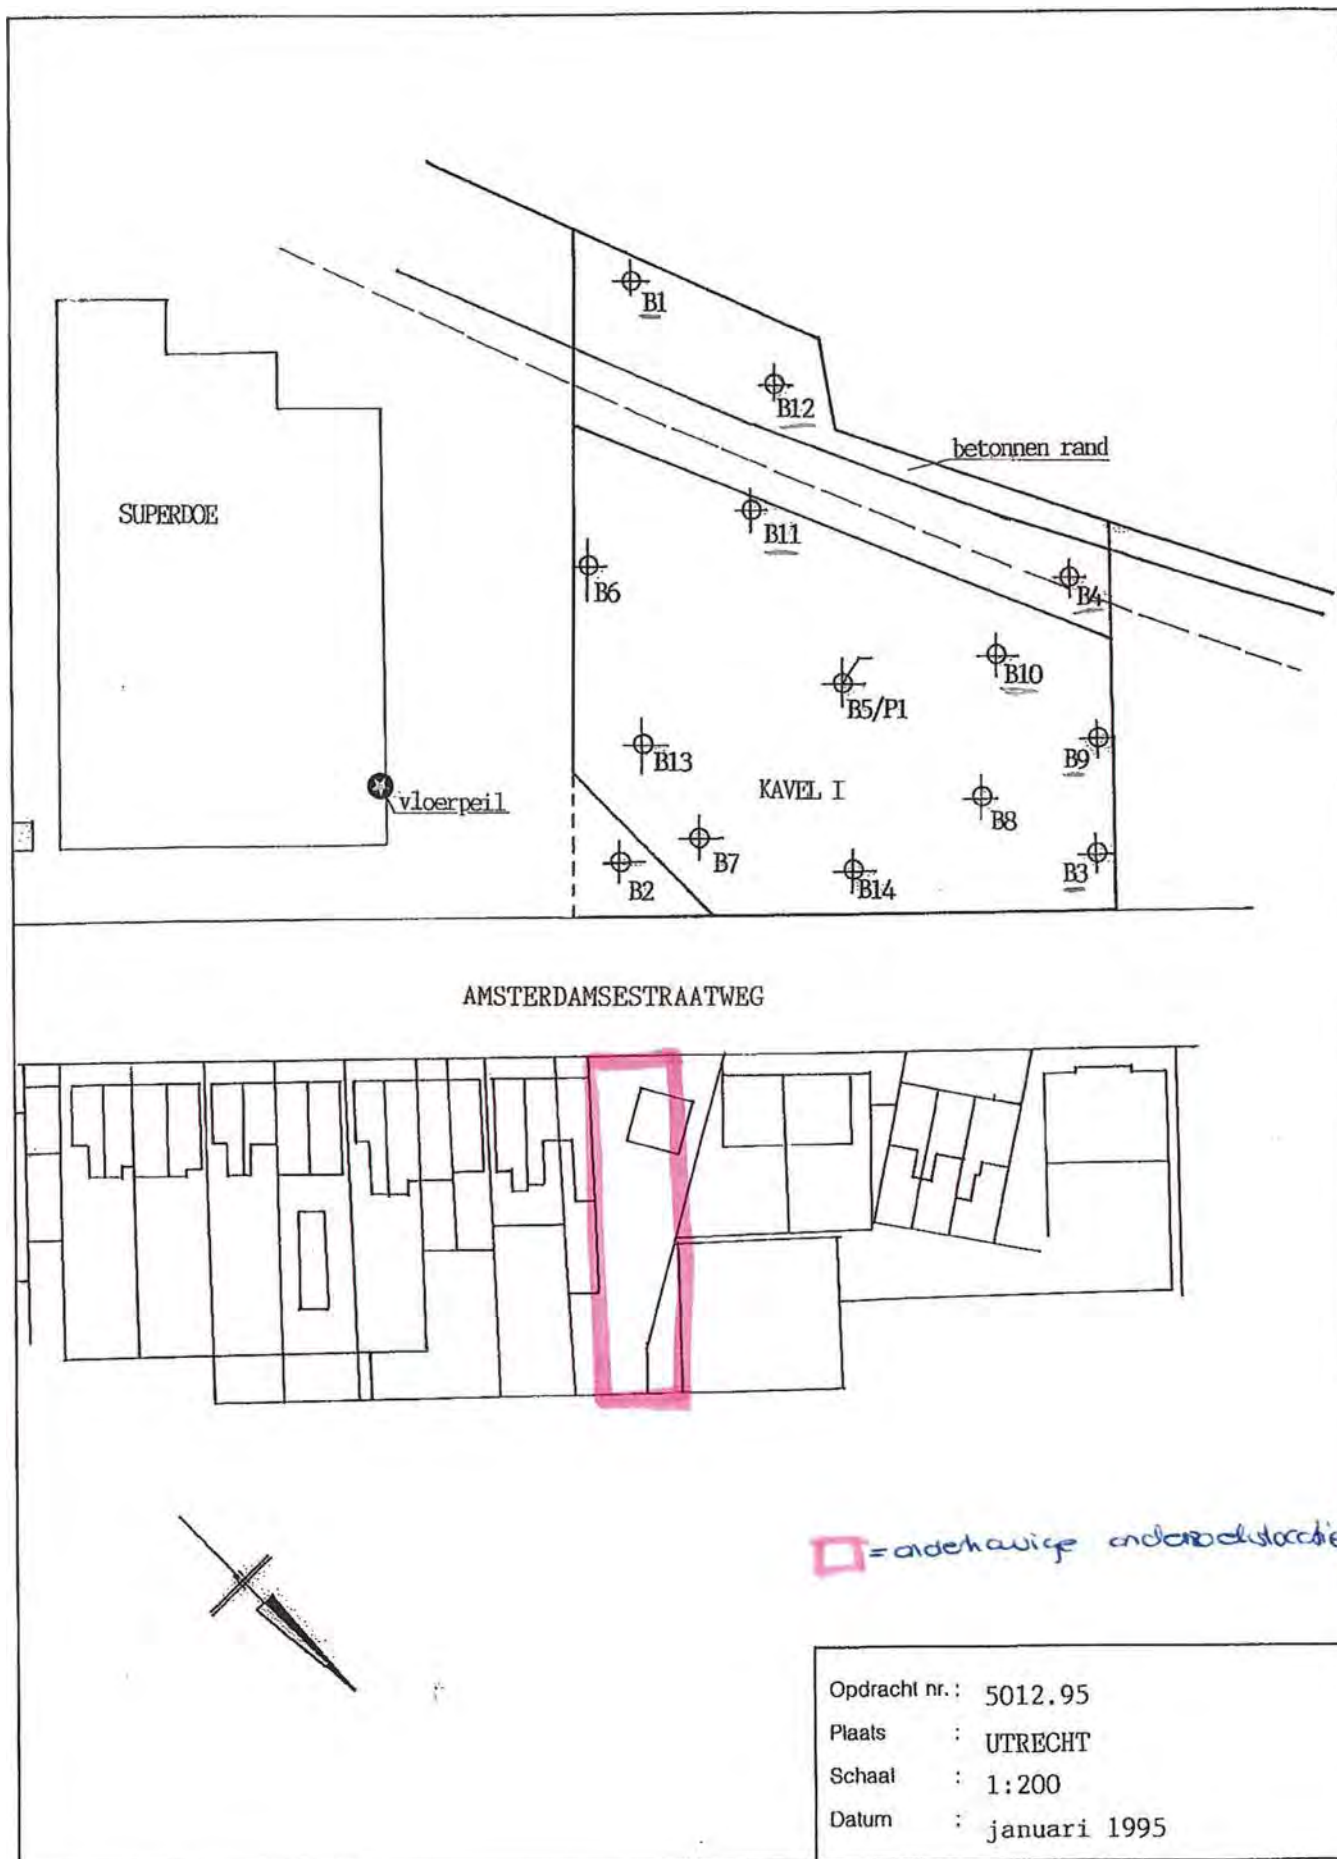 B1
B12
betonnen rand
SUPERDOE
B11
B6
B4
B10
B5/P1
B9
B13
KAVEL I
B8
vloerpeil
B7
B2
B14
B3
AMSTERDAMSESTRAATWEG
= onderhavige onderzoekslocatie
Opdracht nr.: 5012.95
Plaats : UTRECHT
Schaal : 1:200
Datum : januari 1995